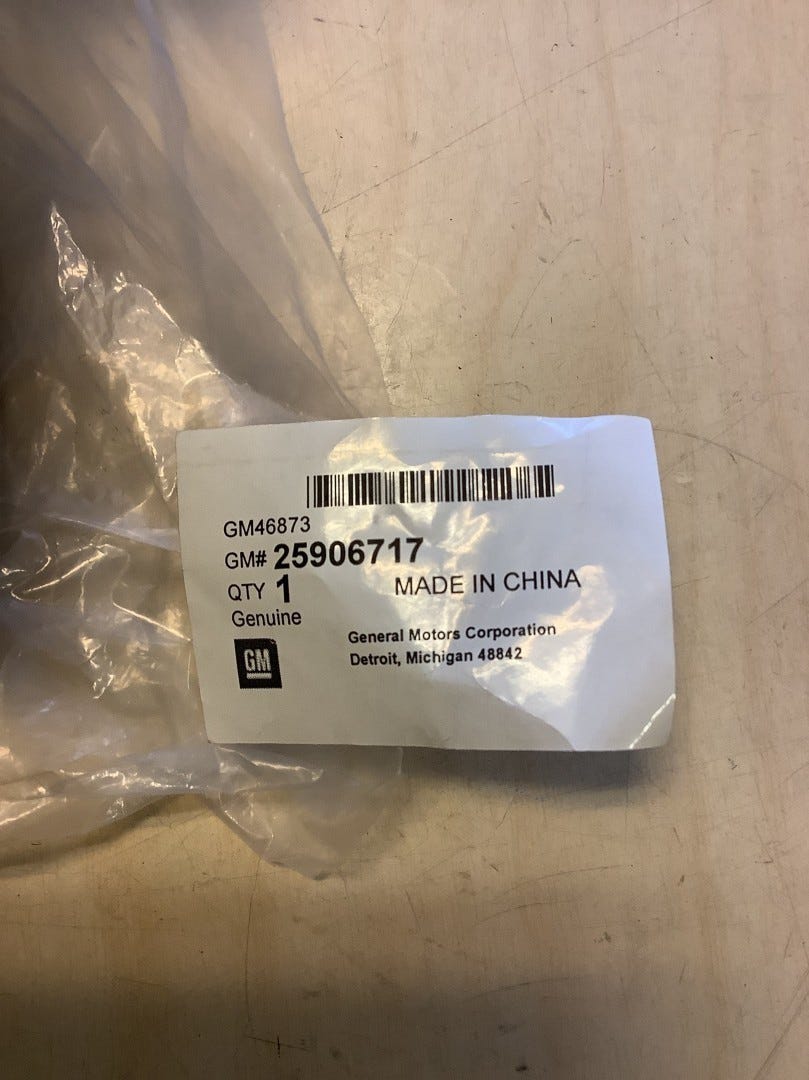 GM46873
GM# 25906717
QTY 1 MADE IN CHINA
Genuine
General Motors Corporation
GM Detroit, Michigan 48842